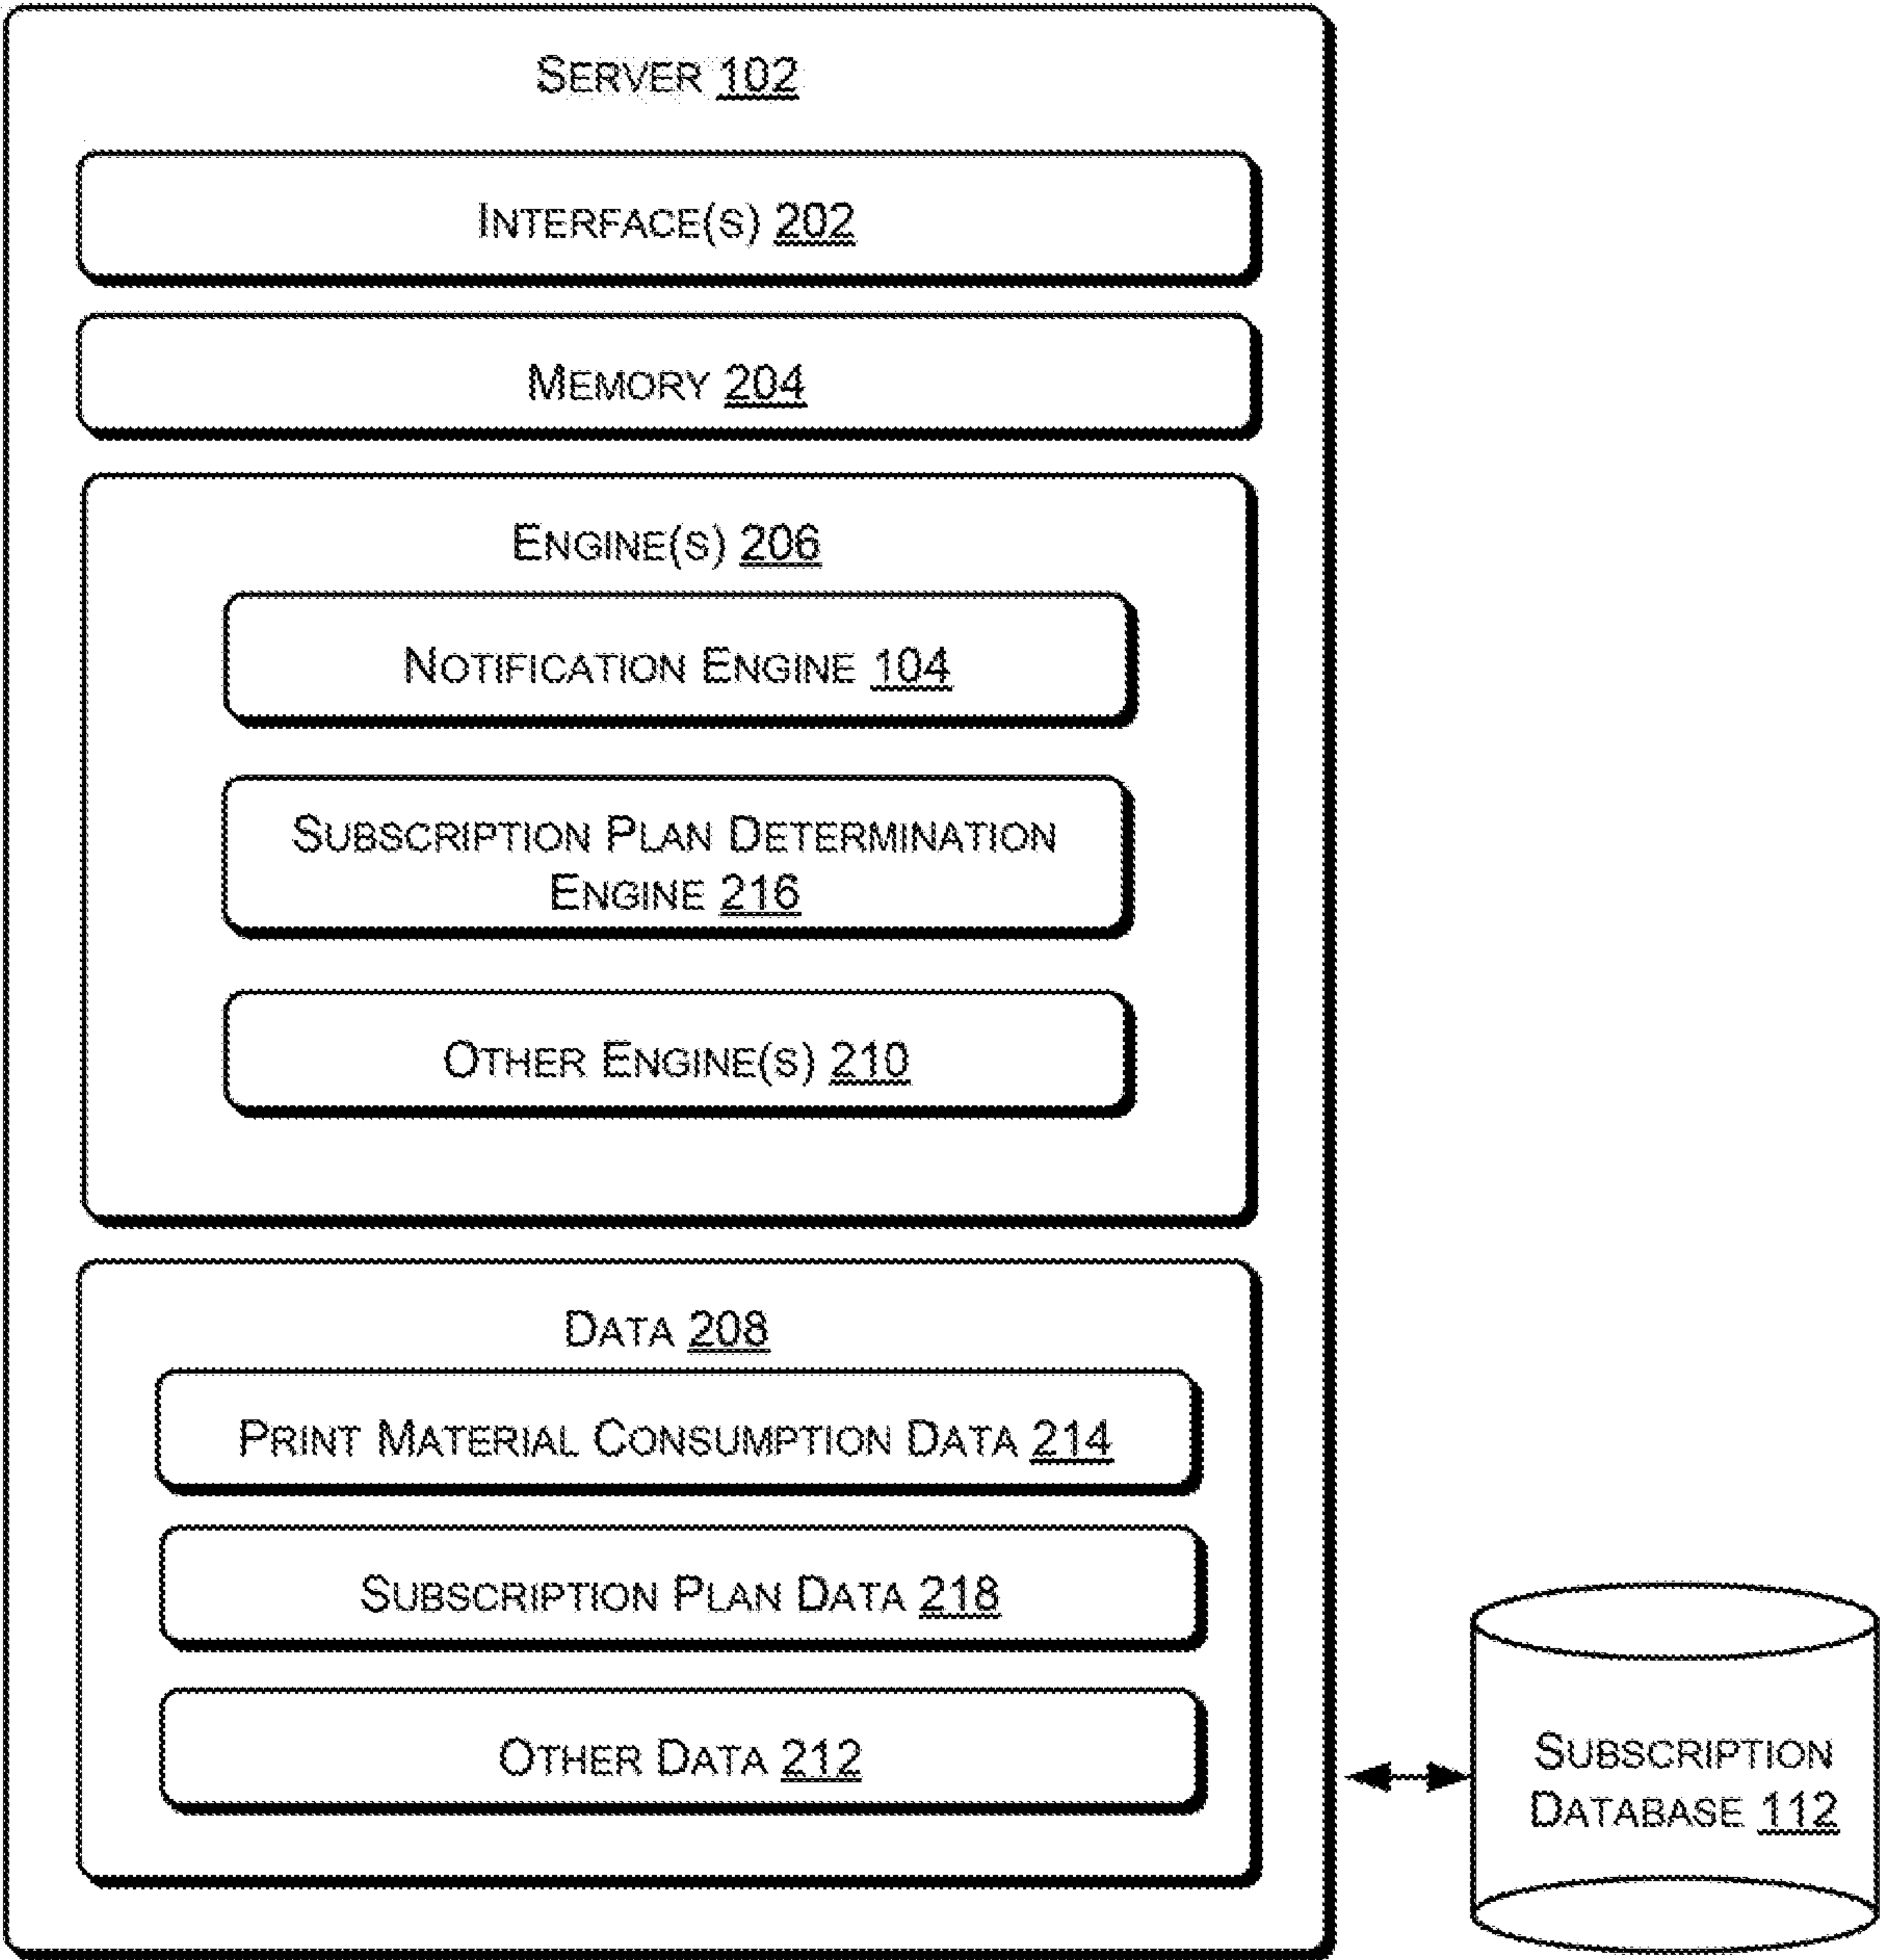 SERVER 102
INTERFACE(S) 202
MEMORY 204
ENGINE(S) 206
NOTIFICATION ENGINE 104
SUBSCRIPTION PLAN DETERMINATION
ENGINE 216
OTHER ENGINE(S) 210
DATA 208
PRINT MATERIAL CONSUMPTION DATA 214
SUBSCRIPTION PLAN DATA 218
OTHER DATA 212
SUBSCRIPTION
DATABASE 112